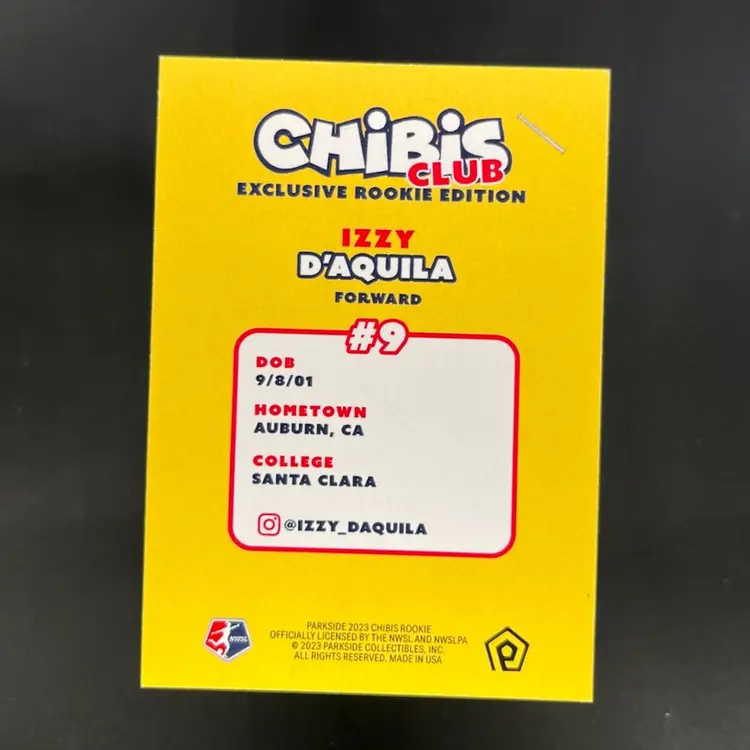 CHiBiS
CLUB
EXCLUSIVE ROOKIE EDITION
IZZY
D'AQUILA
FORWARD
#9
DOB
9/8/01
HOMETOWN
AUBURN, CA
COLLEGE
SANTA CLARA
@IZZY_DAQUILA
NWSL
PARKSIDE 2023 CHIBIS ROOKIE
OFFICIALLY LICENSED BY THE NWSL AND NWSLPA
© 2023 PARKSIDE COLLECTIBLES, INC.
ALL RIGHTS RESERVED. MADE IN USA